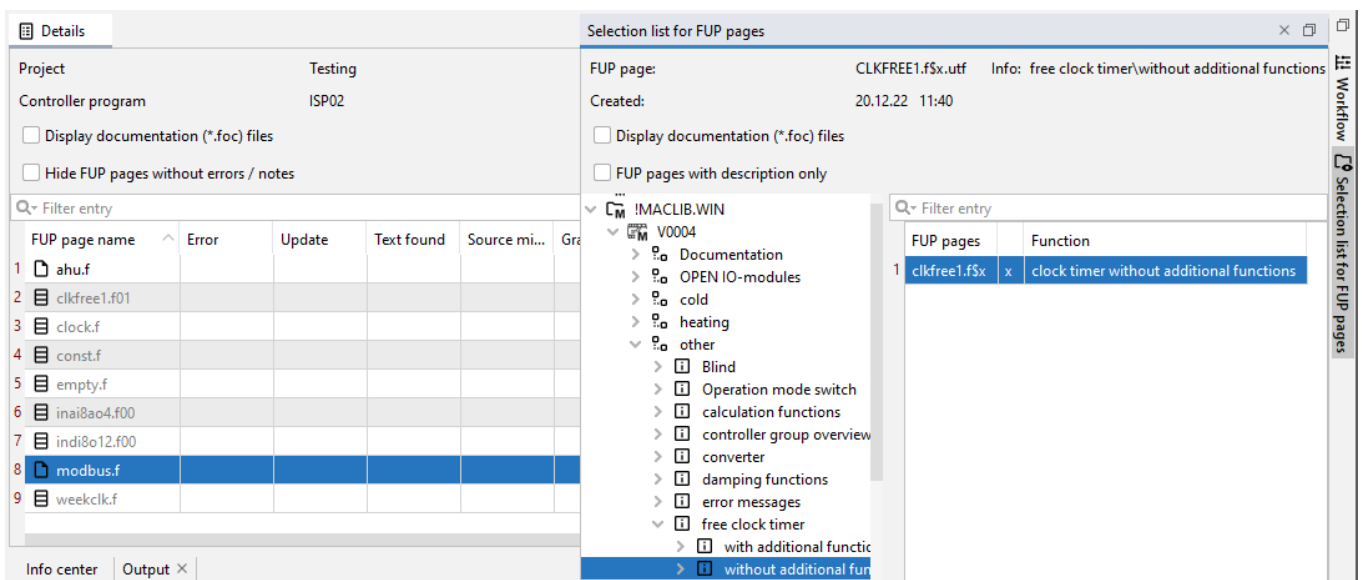 Details
Project Testing
Controller program ISP02
Display documentation (*.foc) files
Hide FUP pages without errors / notes
Filter entry
FUP page name Error Update Text found Source mi... Gra
1 ahu.f
2 clkfree1.f01
3 clock.f
4 const.f
5 empty.f
6 inai8ao4.f00
7 indi8o12.f00
8 modbus.f
9 weekclk.f
Info center Output
Selection list for FUP pages
FUP page: CLKFREE1.f$x.utf Info: free clock timer\without additional functions
Created: 20.12.22 11:40
Display documentation (*.foc) files
FUP pages with description only
!MACLIB.WIN
V0004
Documentation
OPEN IO-modules
cold
heating
other
Blind
Operation mode switch
calculation functions
controller group overview
converter
damping functions
error messages
free clock timer
with additional functic
without additional fun
Filter entry
FUP pages Function
1 clkfree1.f$x x clock timer without additional functions
Workflow
Selection list for FUP pages